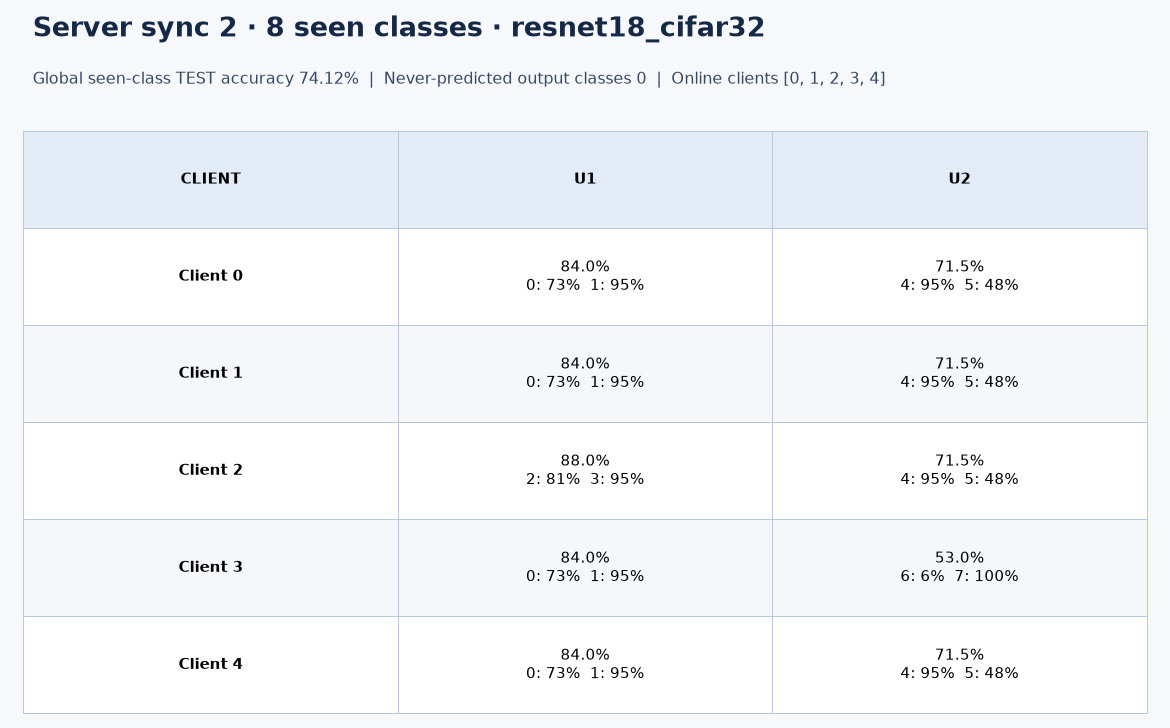 Server sync 2 · 8 seen classes · resnet18_cifar32
Global seen-class TEST accuracy 74.12%  |  Never-predicted output classes 0  |  Online clients [0, 1, 2, 3, 4]
CLIENT U1 U2
Client 0
84.0%
0: 73%  1: 95%
71.5%
4: 95%  5: 48%
Client 1
84.0%
0: 73%  1: 95%
71.5%
4: 95%  5: 48%
Client 2
88.0%
2: 81%  3: 95%
71.5%
4: 95%  5: 48%
Client 3
84.0%
0: 73%  1: 95%
53.0%
6: 6%  7: 100%
Client 4
84.0%
0: 73%  1: 95%
71.5%
4: 95%  5: 48%